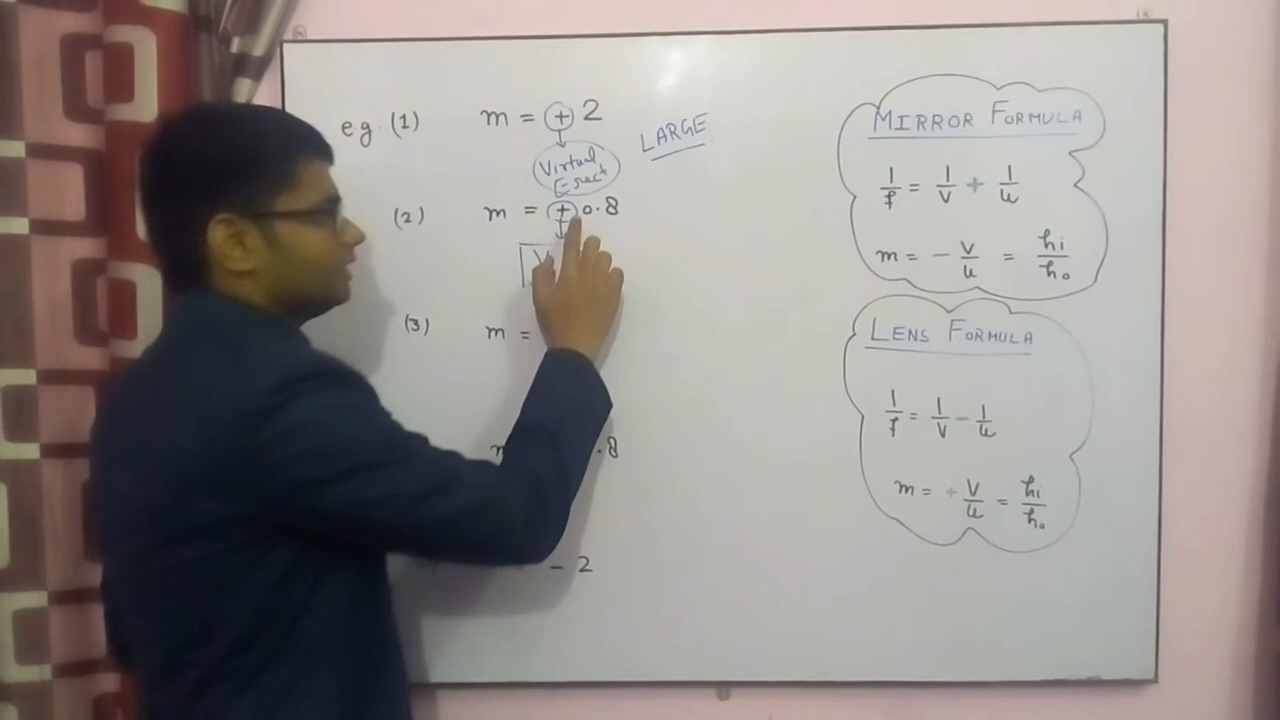 e.g. (1) m = + 2
LARGE
Virtual
Erect
(2) m = + 0.8
V
(3) m =
.8
- 2
MIRROR FORMULA
1/f = 1/v + 1/u
m = - v/u = hi/ho
LENS FORMULA
1/f = 1/v - 1/u
m = + v/u = hi/ho